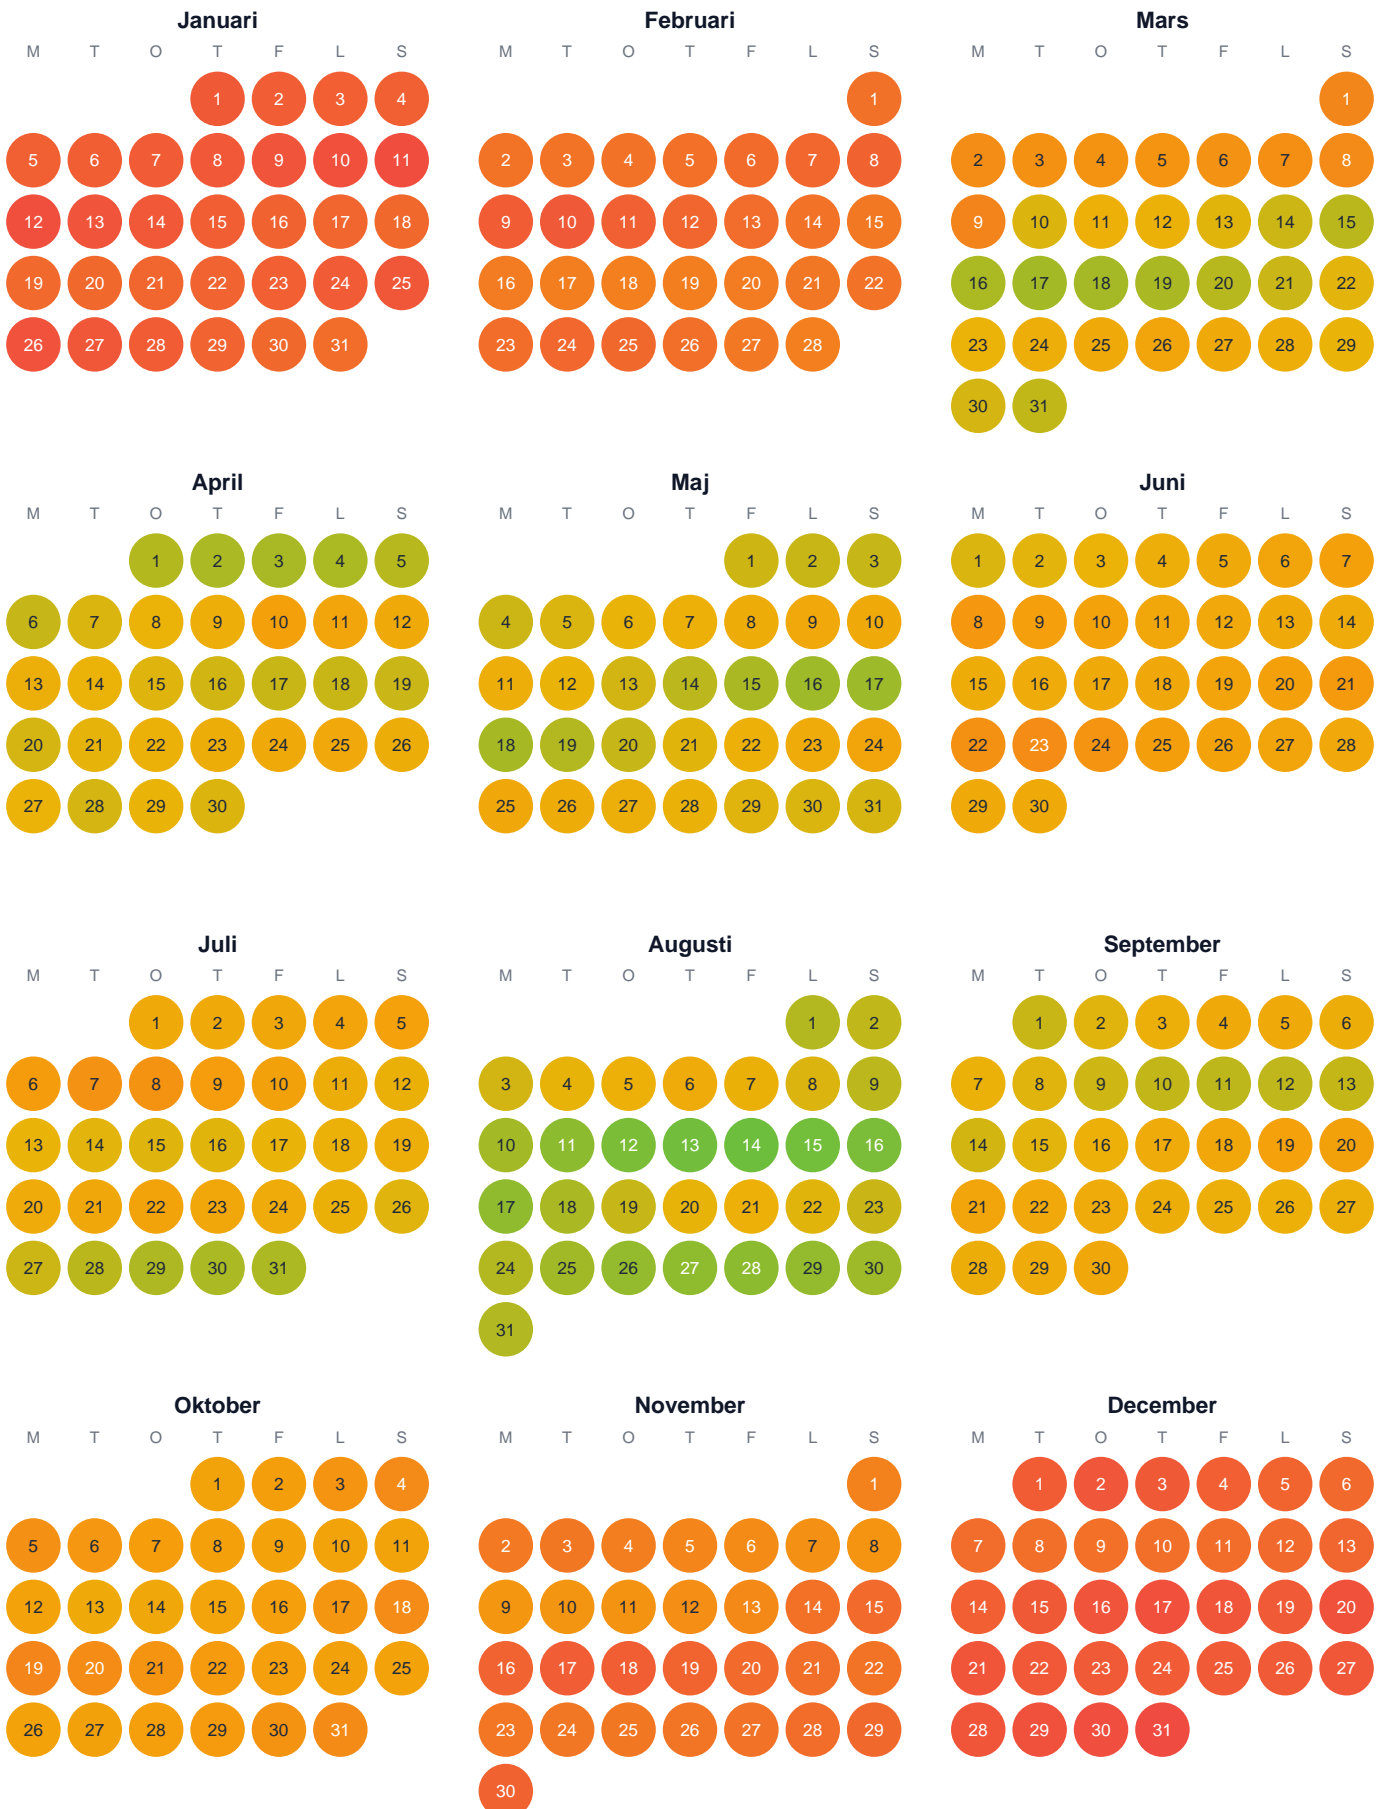 Januari Februari Mars
M T O T F L S M T O T F L S M T O T F L S
1 2 3 4 1 1
5 6 7 8 9 10 11 2 3 4 5 6 7 8 2 3 4 5 6 7 8
12 13 14 15 16 17 18 9 10 11 12 13 14 15 9 10 11 12 13 14 15
19 20 21 22 23 24 25 16 17 18 19 20 21 22 16 17 18 19 20 21 22
26 27 28 29 30 31 23 24 25 26 27 28 23 24 25 26 27 28 29
30 31
April Maj Juni
M T O T F L S M T O T F L S M T O T F L S
1 2 3 4 5 1 2 3 1 2 3 4 5 6 7
6 7 8 9 10 11 12 4 5 6 7 8 9 10 8 9 10 11 12 13 14
13 14 15 16 17 18 19 11 12 13 14 15 16 17 15 16 17 18 19 20 21
20 21 22 23 24 25 26 18 19 20 21 22 23 24 22 23 24 25 26 27 28
27 28 29 30 25 26 27 28 29 30 31 29 30
Juli Augusti September
M T O T F L S M T O T F L S M T O T F L S
1 2 3 4 5 1 2 1 2 3 4 5 6
6 7 8 9 10 11 12 3 4 5 6 7 8 9 7 8 9 10 11 12 13
13 14 15 16 17 18 19 10 11 12 13 14 15 16 14 15 16 17 18 19 20
20 21 22 23 24 25 26 17 18 19 20 21 22 23 21 22 23 24 25 26 27
27 28 29 30 31 24 25 26 27 28 29 30 28 29 30
31
Oktober November December
M T O T F L S M T O T F L S M T O T F L S
1 2 3 4 1 1 2 3 4 5 6
5 6 7 8 9 10 11 2 3 4 5 6 7 8 7 8 9 10 11 12 13
12 13 14 15 16 17 18 9 10 11 12 13 14 15 14 15 16 17 18 19 20
19 20 21 22 23 24 25 16 17 18 19 20 21 22 21 22 23 24 25 26 27
26 27 28 29 30 31 23 24 25 26 27 28 29 28 29 30 31
30